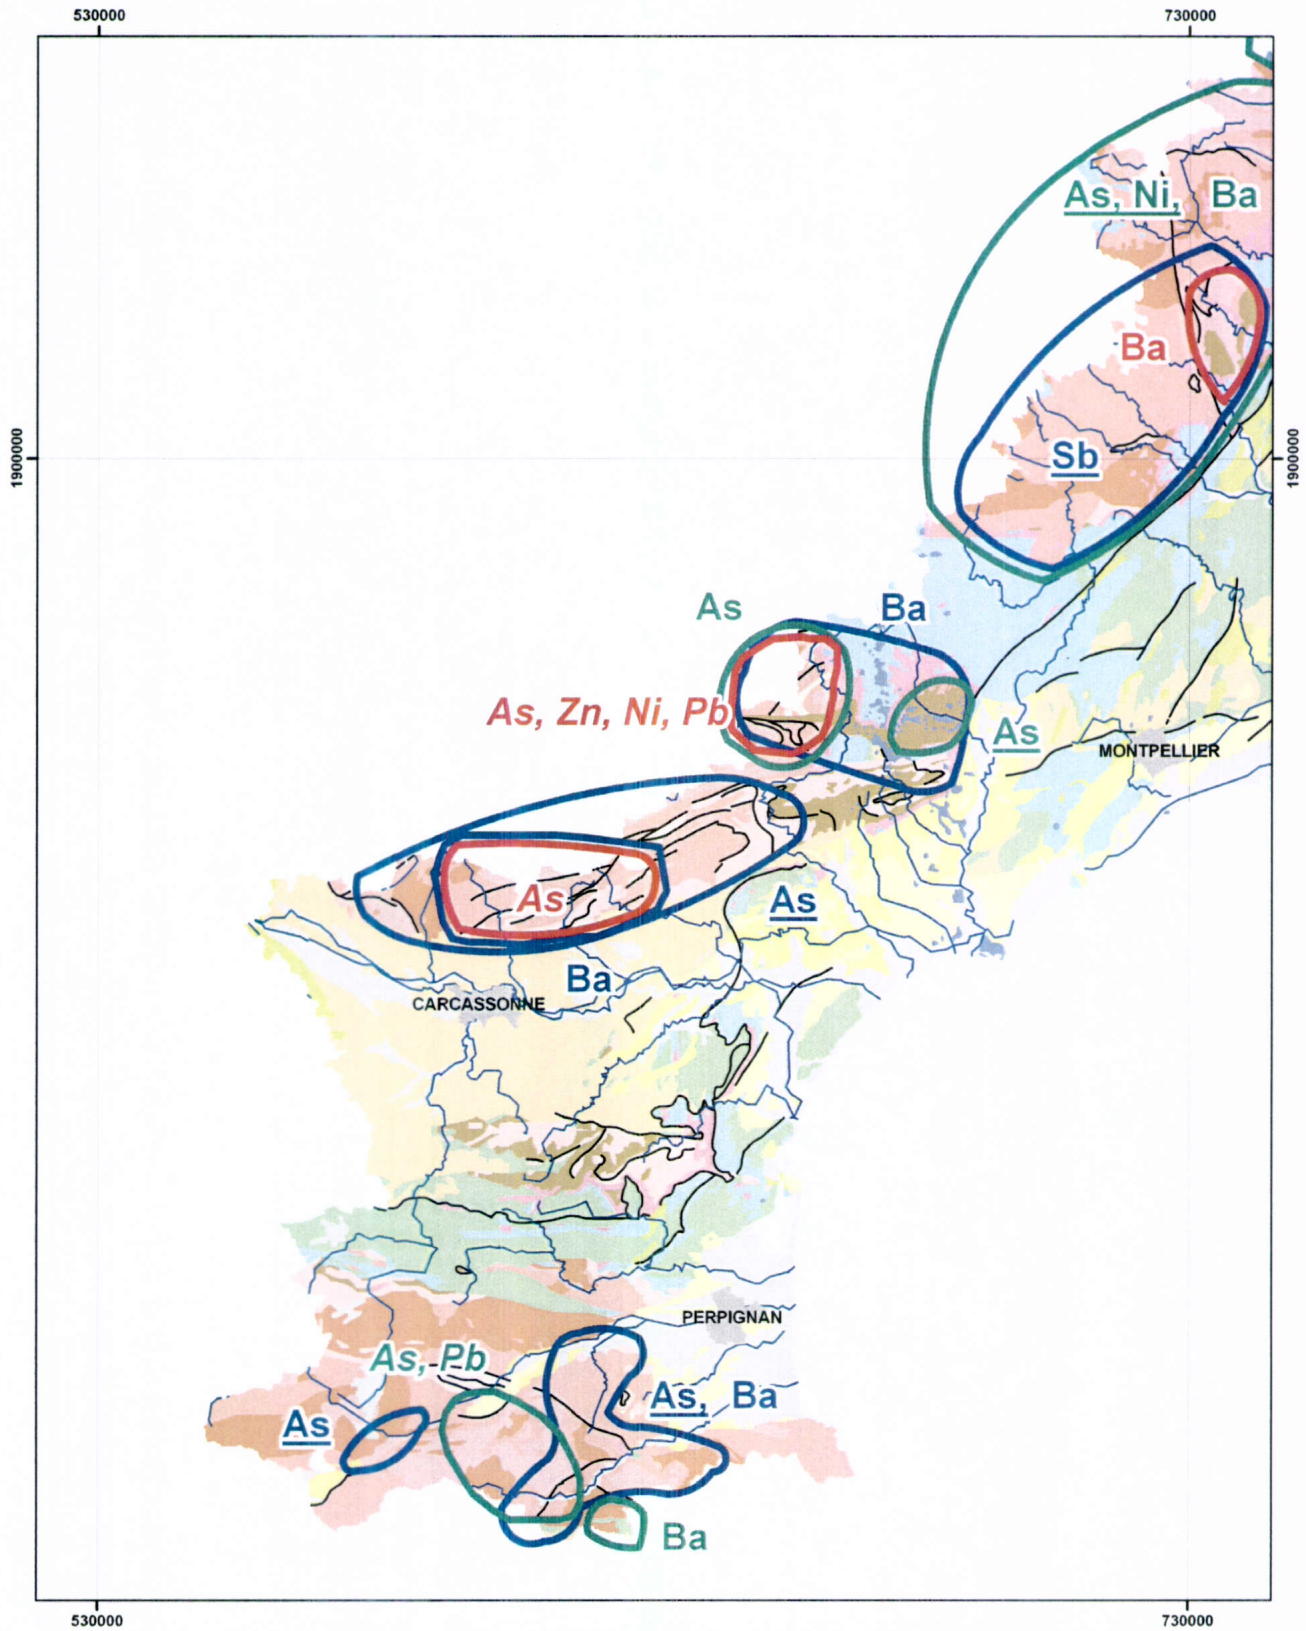 530000
730000
As, Ni, Ba
Ba
1900000
1900000
Sb
As
Ba
As, Zn, Ni, Pb
As
MONTPELLIER
As
As
Ba
CARCASSONNE
PERPIGNAN
As, Pb
As, Ba
As
Ba
530000
730000